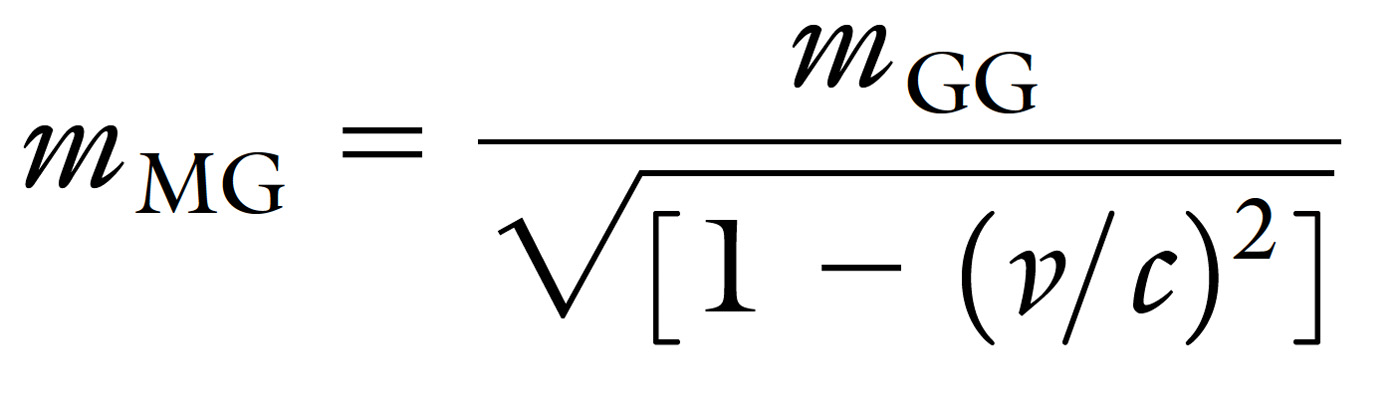 m_MG = m_GG / √[1 − (v/c)²]